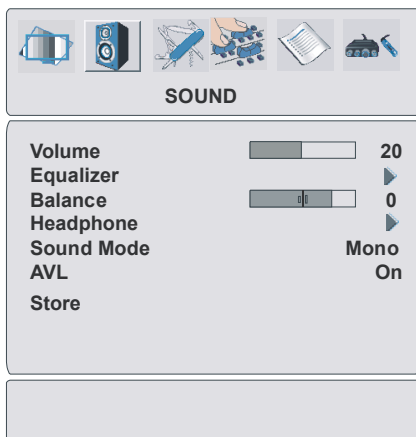 SOUND
Volume 20
Equalizer
Balance 0
Headphone
Sound Mode Mono
AVL On
Store